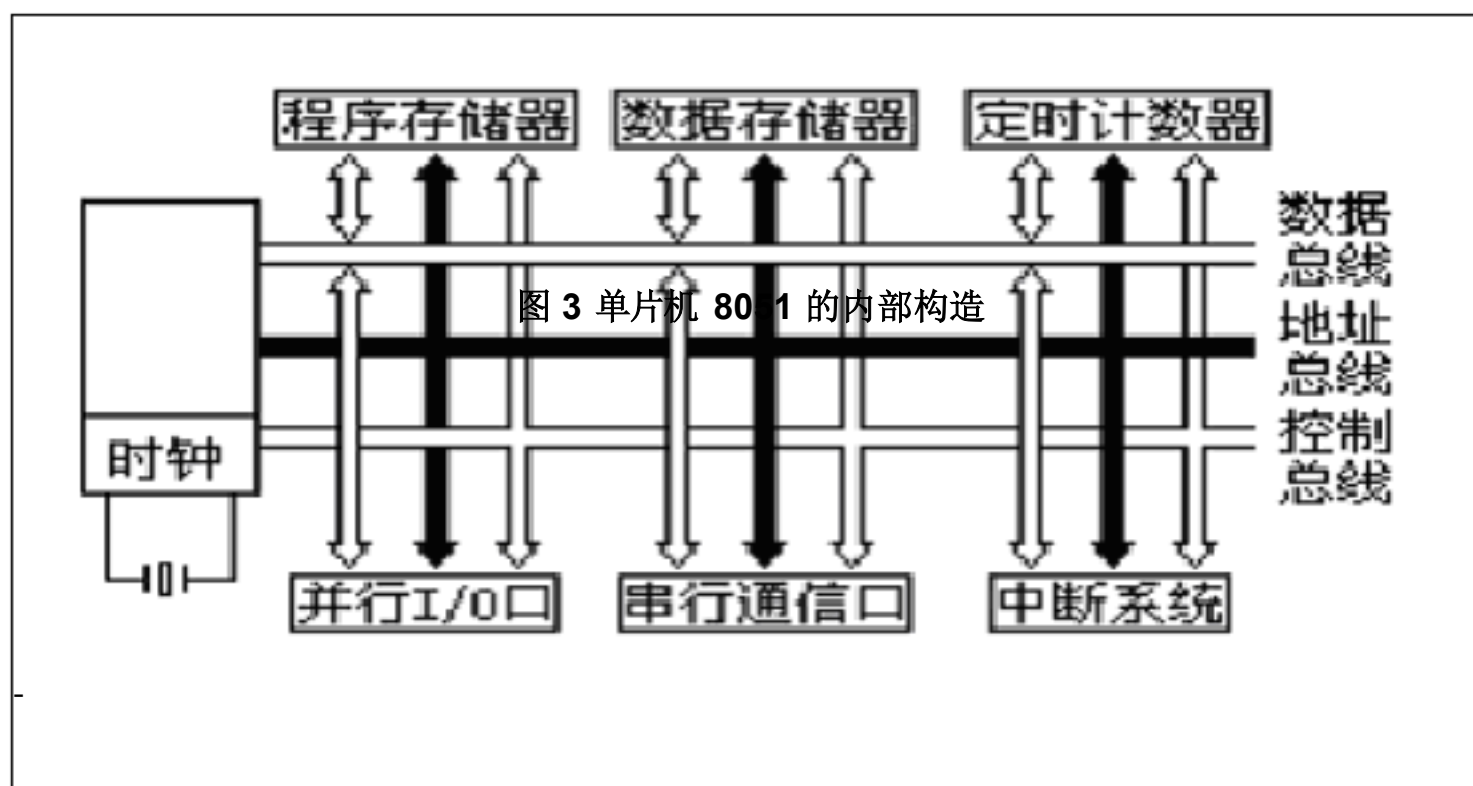 程序存储器
数据存储器
定时计数器
数据
总线
图 3 单片机 8051 的内部构造
地址
总线
控制
总线
时钟
并行I/O口
串行通信口
中断系统
-